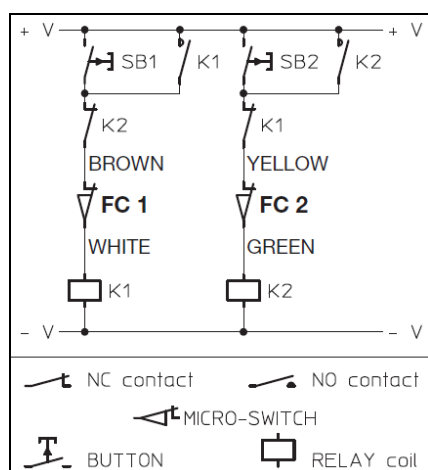 + V + V
SB1 K1 SB2 K2
K2 K1
BROWN YELLOW
FC 1 FC 2
WHITE GREEN
K1 K2
- V - V
NC contact NO contact
MICRO-SWITCH
BUTTON RELAY coil